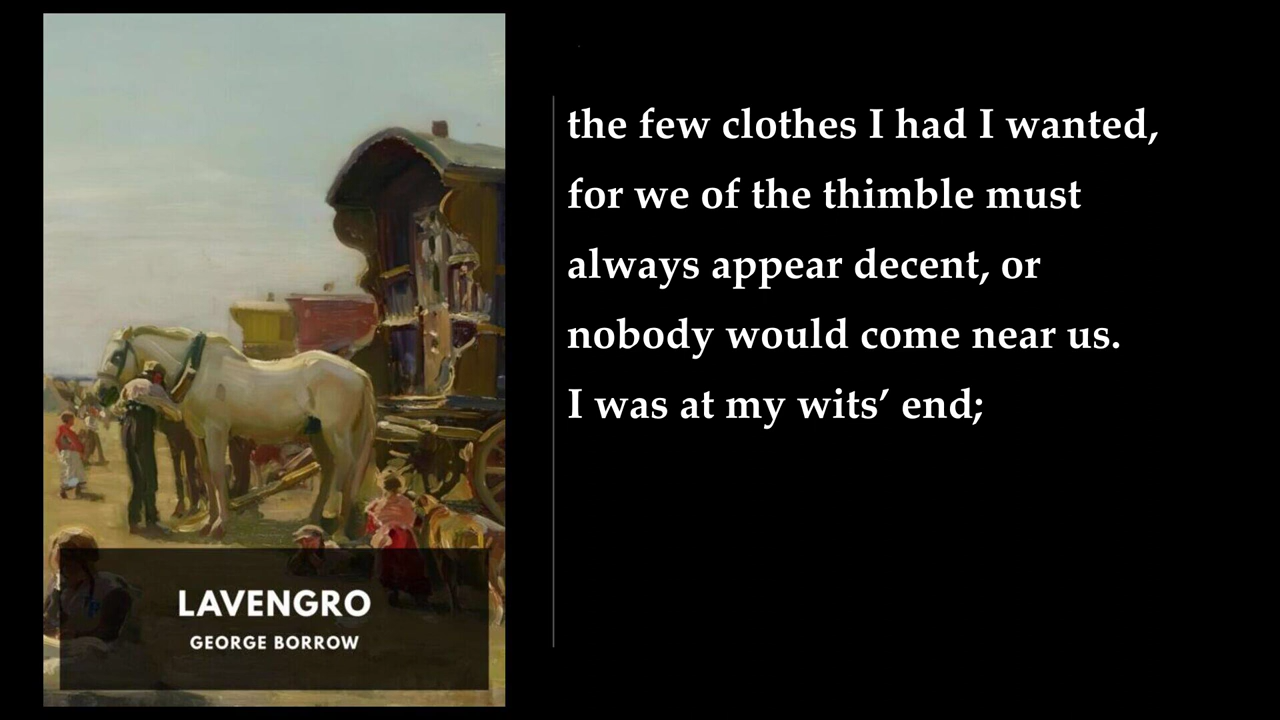 the few clothes I had I wanted,
for we of the thimble must
always appear decent, or
nobody would come near us.
I was at my wits’ end;
LAVENGRO
GEORGE BORROW